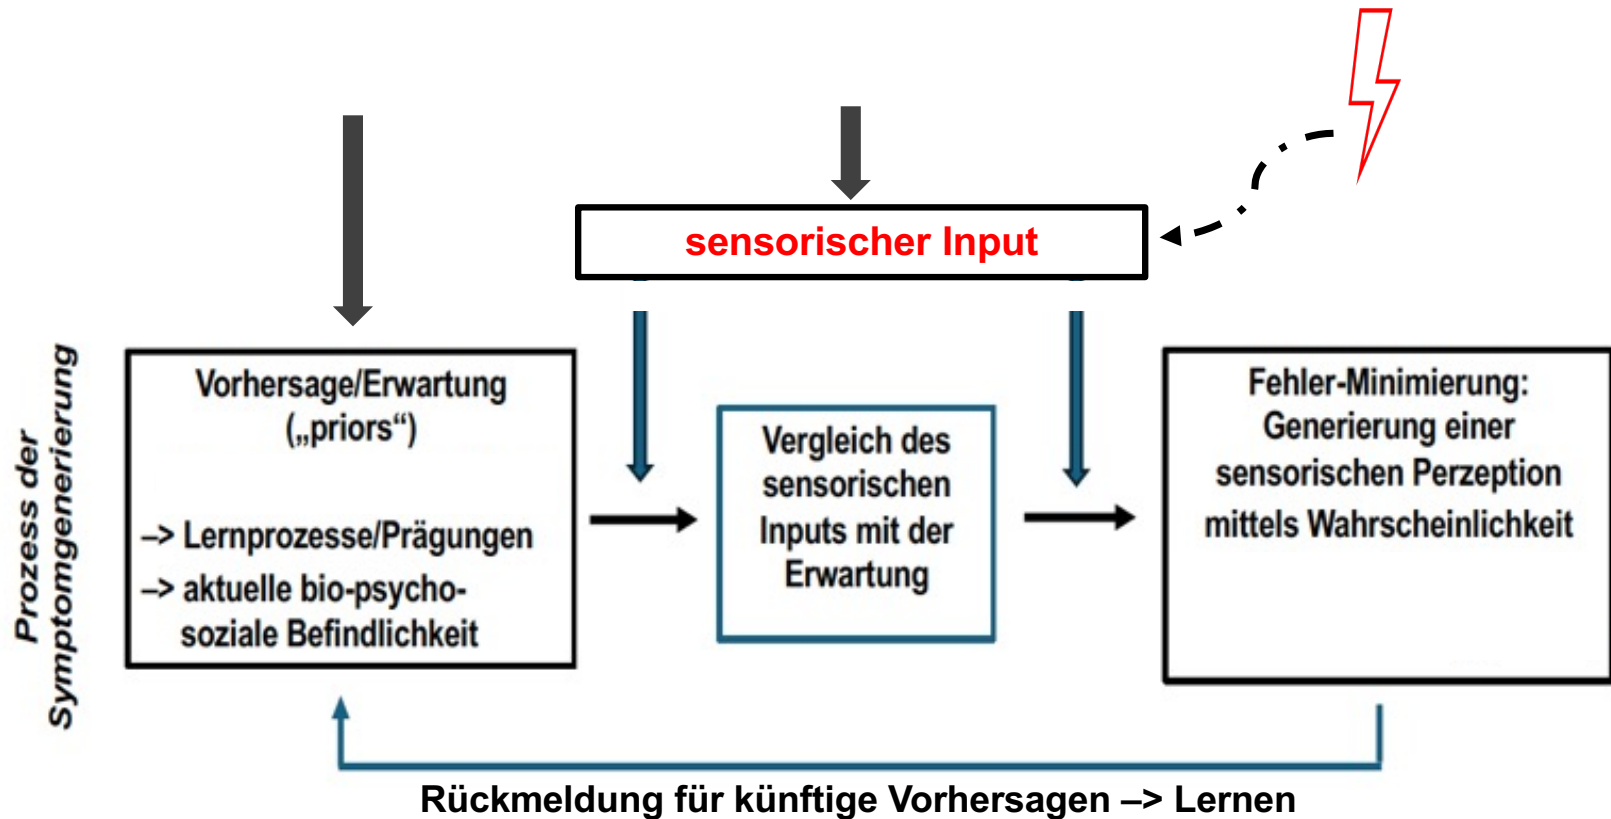 sensorischer Input
Prozess der
Symptomgenerierung
Vorhersage/Erwartung
(„priors“)
–> Lernprozesse/Prägungen
–> aktuelle bio-psycho-
soziale Befindlichkeit
Vergleich des
sensorischen
Inputs mit der
Erwartung
Fehler-Minimierung:
Generierung einer
sensorischen Perzeption
mittels Wahrscheinlichkeit
Rückmeldung für künftige Vorhersagen –> Lernen